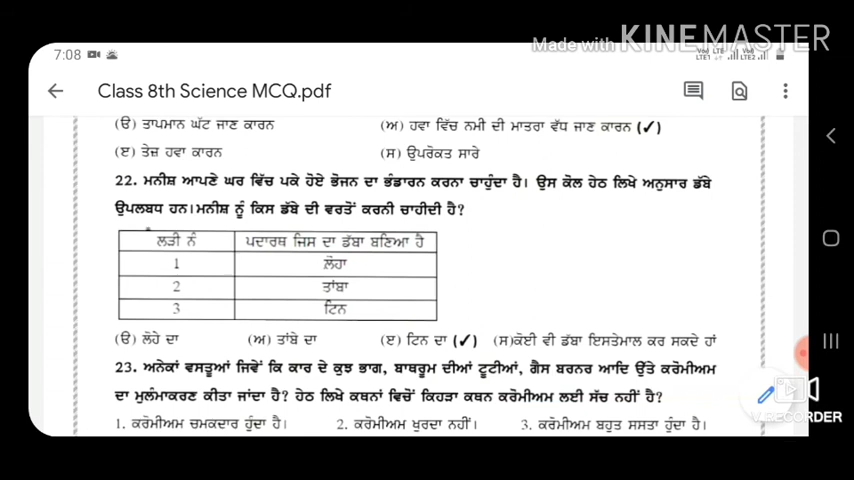 Made with KINEMASTER
7:08
Class 8th Science MCQ.pdf
(ੳ) ਤਾਪਮਾਨ ਘੱਟ ਜਾਣ ਕਾਰਨ (ਅ) ਹਵਾ ਵਿੱਚ ਨਮੀ ਦੀ ਮਾਤਰਾ ਵੱਧ ਜਾਣ ਕਾਰਨ (✓)
(ੲ) ਤੇਜ਼ ਹਵਾ ਕਾਰਨ (ਸ) ਉਪਰੋਕਤ ਸਾਰੇ
22. ਮਨੀਸ਼ ਆਪਣੇ ਘਰ ਵਿੱਚ ਪਕੇ ਹੋਏ ਭੋਜਨ ਦਾ ਭੰਡਾਰਨ ਕਰਨਾ ਚਾਹੁੰਦਾ ਹੈ। ਉਸ ਕੋਲ ਹੇਠ ਲਿਖੇ ਅਨੁਸਾਰ ਡੱਬੇ
ਉਪਲਬਧ ਹਨ।ਮਨੀਸ਼ ਨੂੰ ਕਿਸ ਡੱਬੇ ਦੀ ਵਰਤੋਂ ਕਰਨੀ ਚਾਹੀਦੀ ਹੈ?
ਲੜੀ ਨੰ ਪਦਾਰਥ ਜਿਸ ਦਾ ਡੱਬਾ ਬਣਿਆ ਹੈ
1 ਲੋਹਾ
2 ਤਾਂਬਾ
3 ਟਿਨ
(ੳ) ਲੋਹੇ ਦਾ (ਅ) ਤਾਂਬੇ ਦਾ (ੲ) ਟਿਨ ਦਾ (✓) (ਸ)ਕੋਈ ਵੀ ਡੱਬਾ ਇਸਤੇਮਾਲ ਕਰ ਸਕਦੇ ਹਾਂ
23. ਅਨੇਕਾਂ ਵਸਤੂਆਂ ਜਿਵੇਂ ਕਿ ਕਾਰ ਦੇ ਕੁਝ ਭਾਗ, ਬਾਥਰੂਮ ਦੀਆਂ ਟੂਟੀਆਂ, ਗੈਸ ਬਰਨਰ ਆਦਿ ਉੱਤੇ ਕਰੋਮੀਅਮ
ਦਾ ਮੁਲੰਮਾਕਰਣ ਕੀਤਾ ਜਾਂਦਾ ਹੈ? ਹੇਠ ਲਿਖੇ ਕਥਨਾਂ ਵਿਚੋਂ ਕਿਹੜਾ ਕਥਨ ਕਰੋਮੀਅਮ ਲਈ ਸੱਚ ਨਹੀਂ ਹੈ?
1. ਕਰੋਮੀਅਮ ਚਮਕਦਾਰ ਹੁੰਦਾ ਹੈ। 2. ਕਰੋਮੀਅਮ ਖੁਰਦਾ ਨਹੀਂ। 3. ਕਰੋਮੀਅਮ ਬਹੁਤ ਸਸਤਾ ਹੁੰਦਾ ਹੈ।